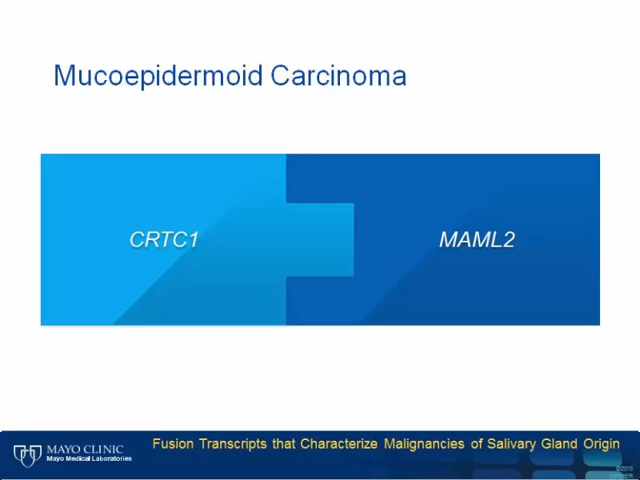 Mucoepidermoid Carcinoma
CRTC1
MAML2
Fusion Transcripts that Characterize Malignancies of Salivary Gland Origin
MAYO CLINIC
Mayo Medical Laboratories